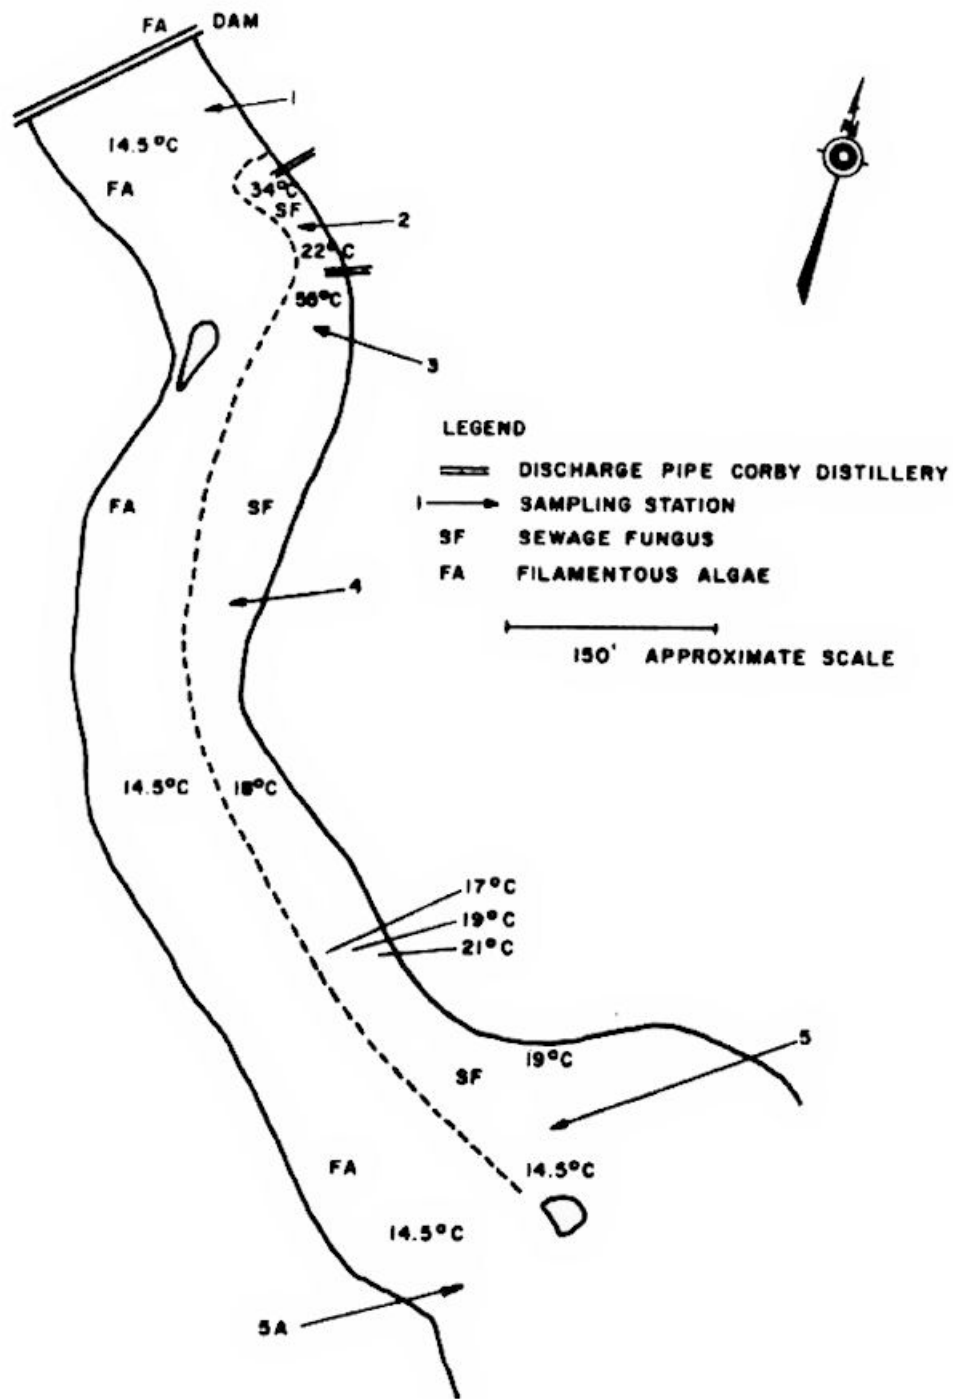 FA DAM
1
14.5°C
FA
34°C
SF
2
22°C
55°C
3
N
LEGEND
DISCHARGE PIPE CORBY DISTILLERY
1 SAMPLING STATION
SF SEWAGE FUNGUS
FA FILAMENTOUS ALGAE
150' APPROXIMATE SCALE
FA SF
4
14.5°C 18°C
17°C
19°C
21°C
5
19°C
SF
FA
14.5°C
14.5°C
5A